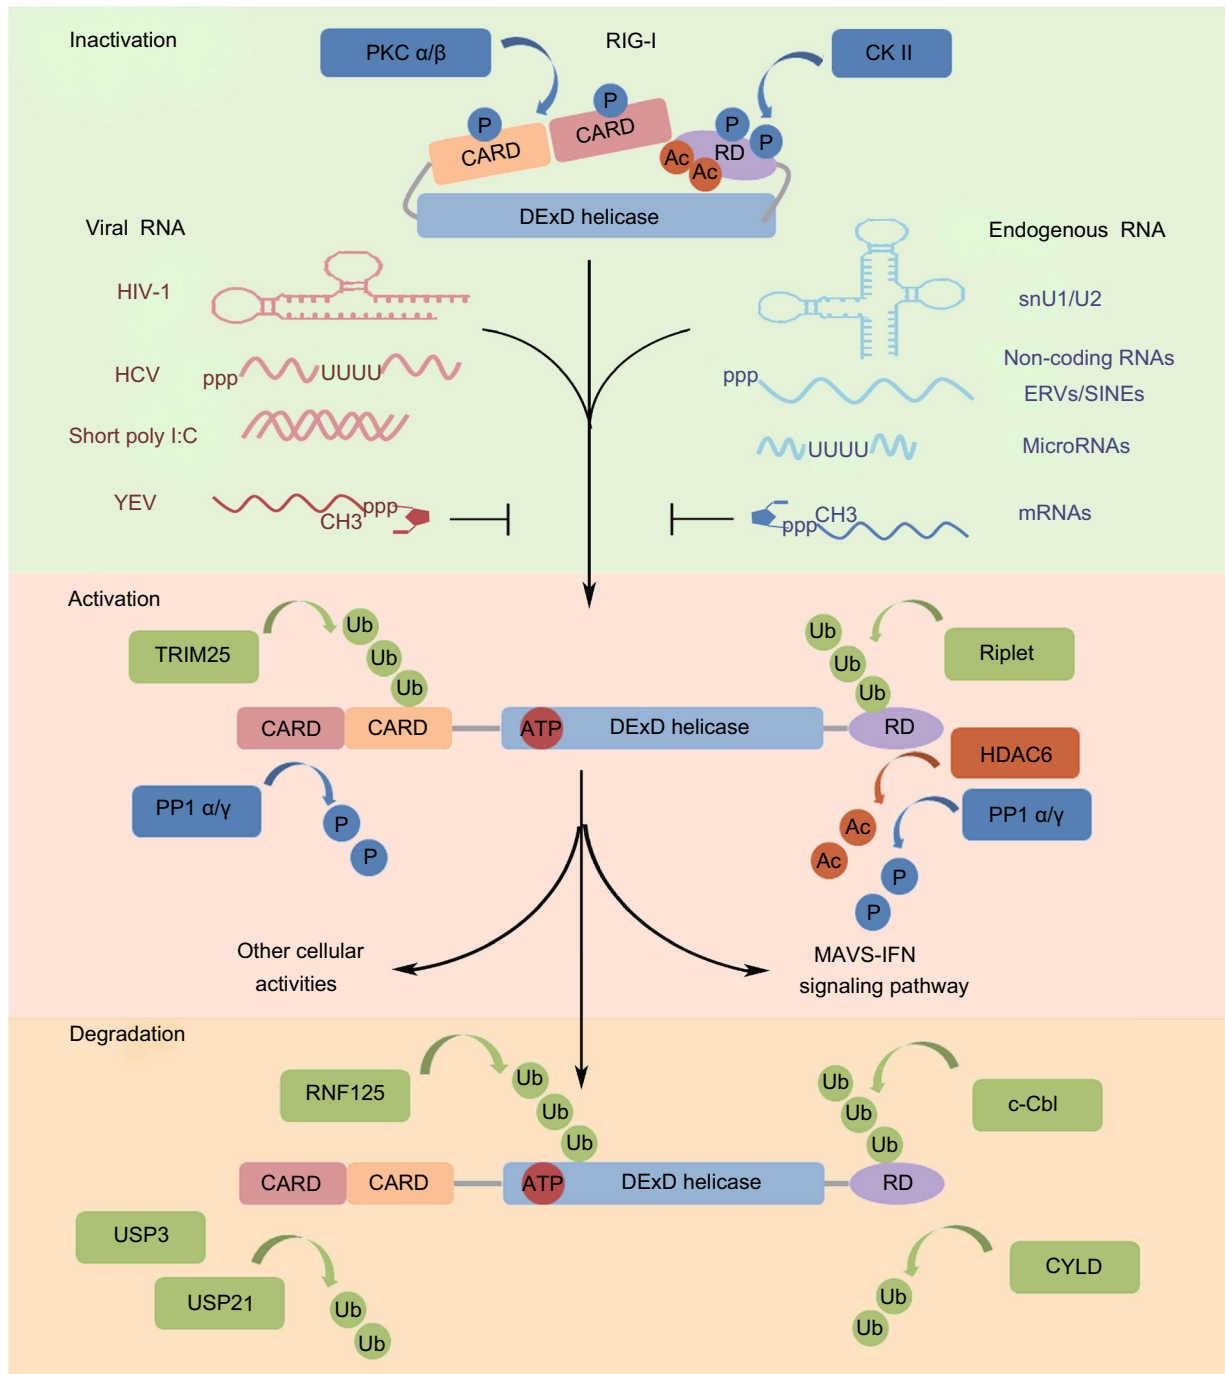 Inactivation
PKC α/β
RIG-I
CK II
P
P
CARD
CARD
P
P
RD
Ac
Ac
DExD helicase
Viral RNA
Endogenous RNA
HIV-1
snU1/U2
HCV
ppp
UUUU
Non-coding RNAs
ppp
ERVs/SINEs
Short poly I:C
UUUU
MicroRNAs
YEV
CH3
ppp
ppp
CH3
mRNAs
Activation
TRIM25
Ub
Ub
Ub
Ub
Ub
Ub
Riplet
CARD
CARD
ATP
DExD helicase
RD
HDAC6
PP1 α/γ
P
P
Ac
Ac
PP1 α/γ
P
P
Other cellular
activities
MAVS-IFN
signaling pathway
Degradation
RNF125
Ub
Ub
Ub
Ub
Ub
Ub
c-Cbl
CARD
CARD
ATP
DExD helicase
RD
USP3
USP21
Ub
Ub
CYLD
Ub
Ub